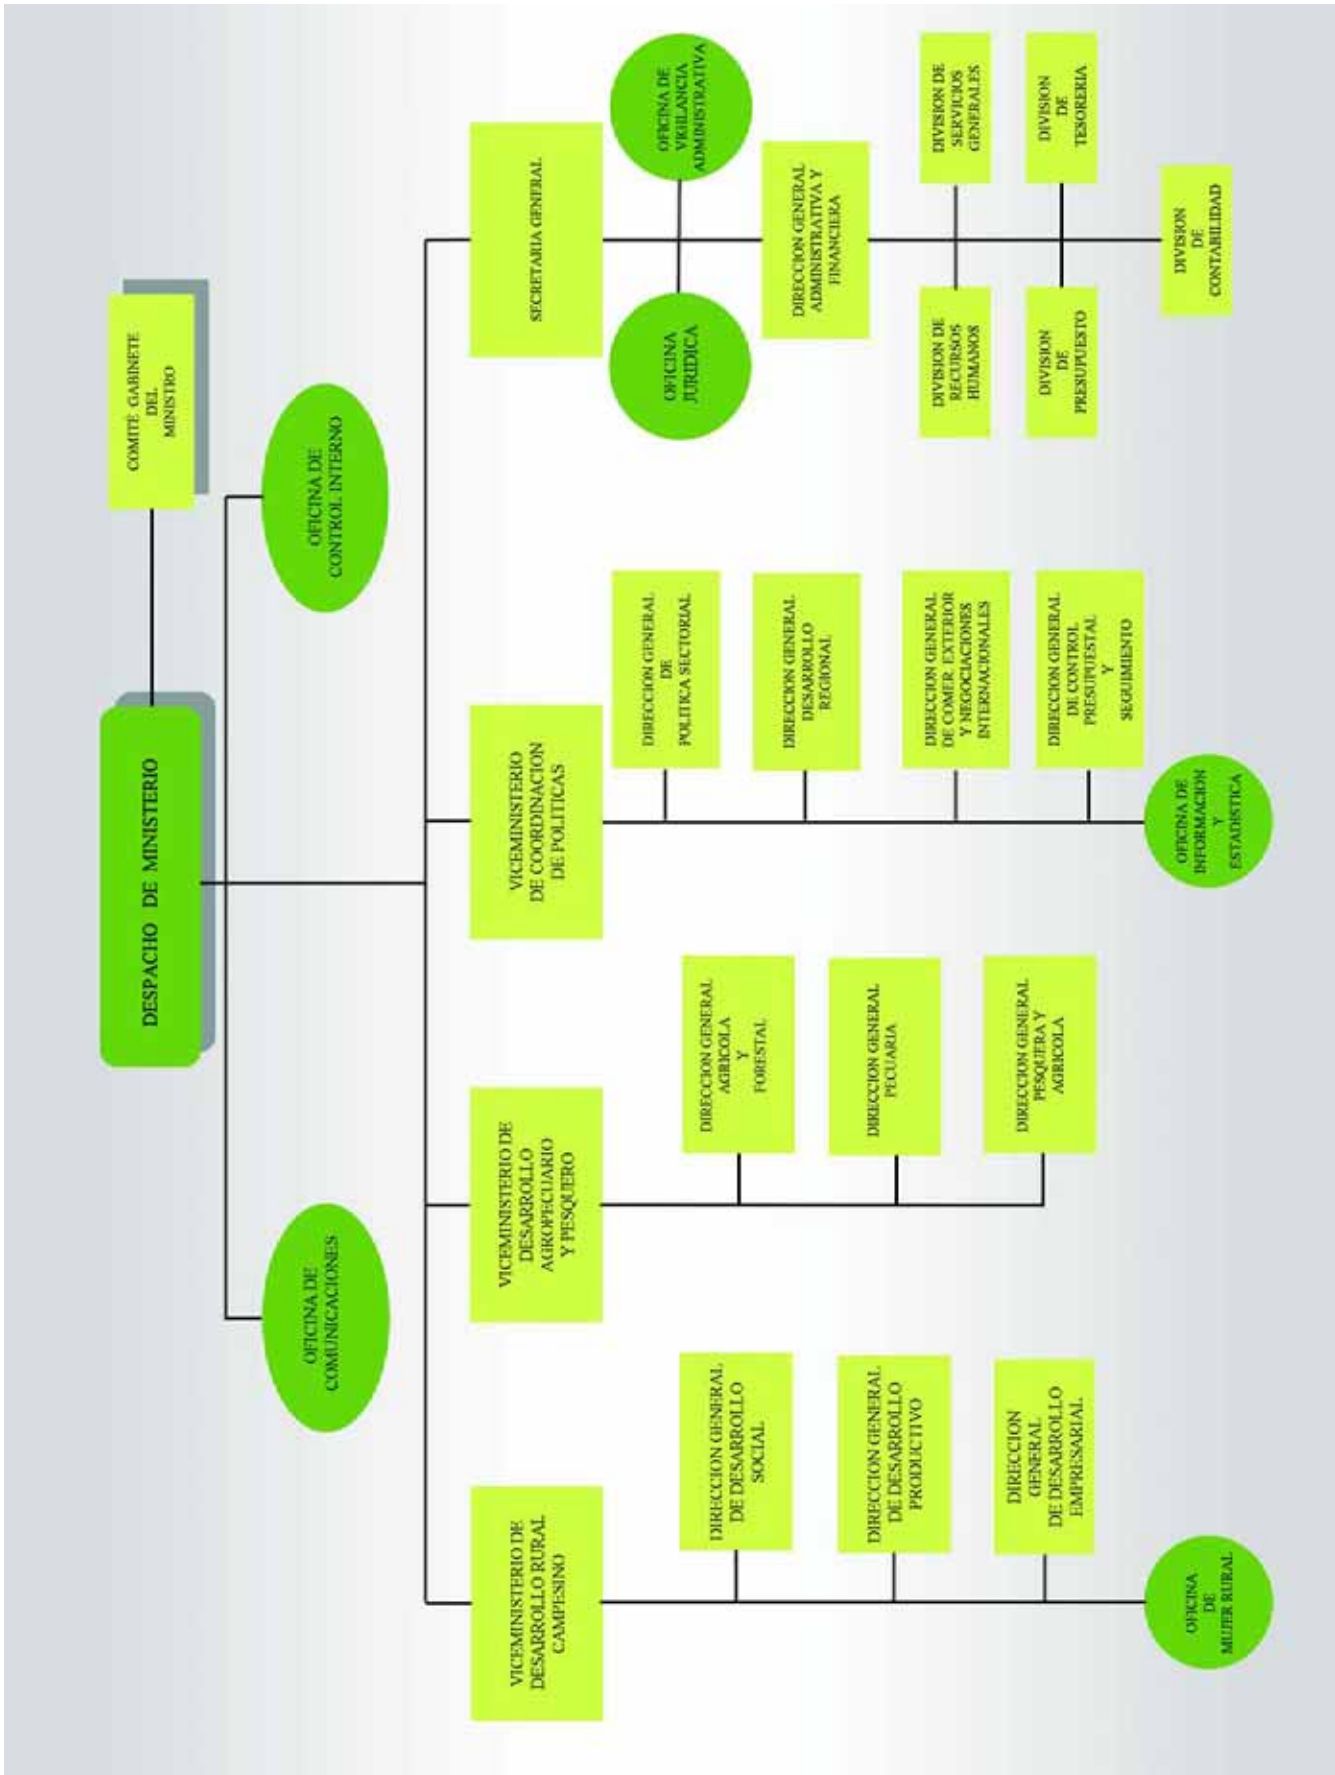 DESPACHO DE MINISTERIO
COMITE GABINETE
DEL
MINISTRO
OFICINA DE
COMUNICACIONES
OFICINA DE
CONTROL INTERNO
VICEMINISTERIO DE
DESARROLLO RURAL
CAMPESINO
VICEMINISTERIO DE
DESARROLLO
AGROPECUARIO
Y PESQUERO
VICEMINISTERIO
DE COORDINACION
DE POLITICAS
SECRETARIA GENERAL
DIRECCION GENERAL
DE DESARROLLO
SOCIAL
DIRECCION GENERAL
DE DESARROLLO
PRODUCTIVO
DIRECCION
GENERAL
DE DESARROLLO
EMPRESARIAL
OFICINA
DE
MUJER RURAL
DIRECCION GENERAL
AGRICOLA
Y
FORESTAL
DIRECCION GENERAL
PECUARIA
DIRECCION GENERAL
PESQUERA Y
AGRICOLA
DIRECCION GENERAL
DE
POLITICA SECTORIAL
DIRECCION GENERAL
DESARROLLO
REGIONAL
DIRECCION GENERAL
DE COMER. EXTERIOR
Y NEGOCIACIONES
INTERNACIONALES
DIRECCION GENERAL
DE CONTROL
PRESUPUESTAL
Y
SEGUIMIENTO
OFICINA DE
INFORMACION
Y
ESTADISTICA
OFICINA
JURIDICA
OFICINA DE
VIGILANCIA
ADMINISTRATIVA
DIRECCION GENERAL
ADMINISTRATIVA Y
FINANCIERA
DIVISION DE
RECURSOS
HUMANOS
DIVISION DE
SERVICIOS
GENERALES
DIVISION
DE
PRESUPUESTO
DIVISION
DE
TESORERIA
DIVISION
DE
CONTABILIDAD